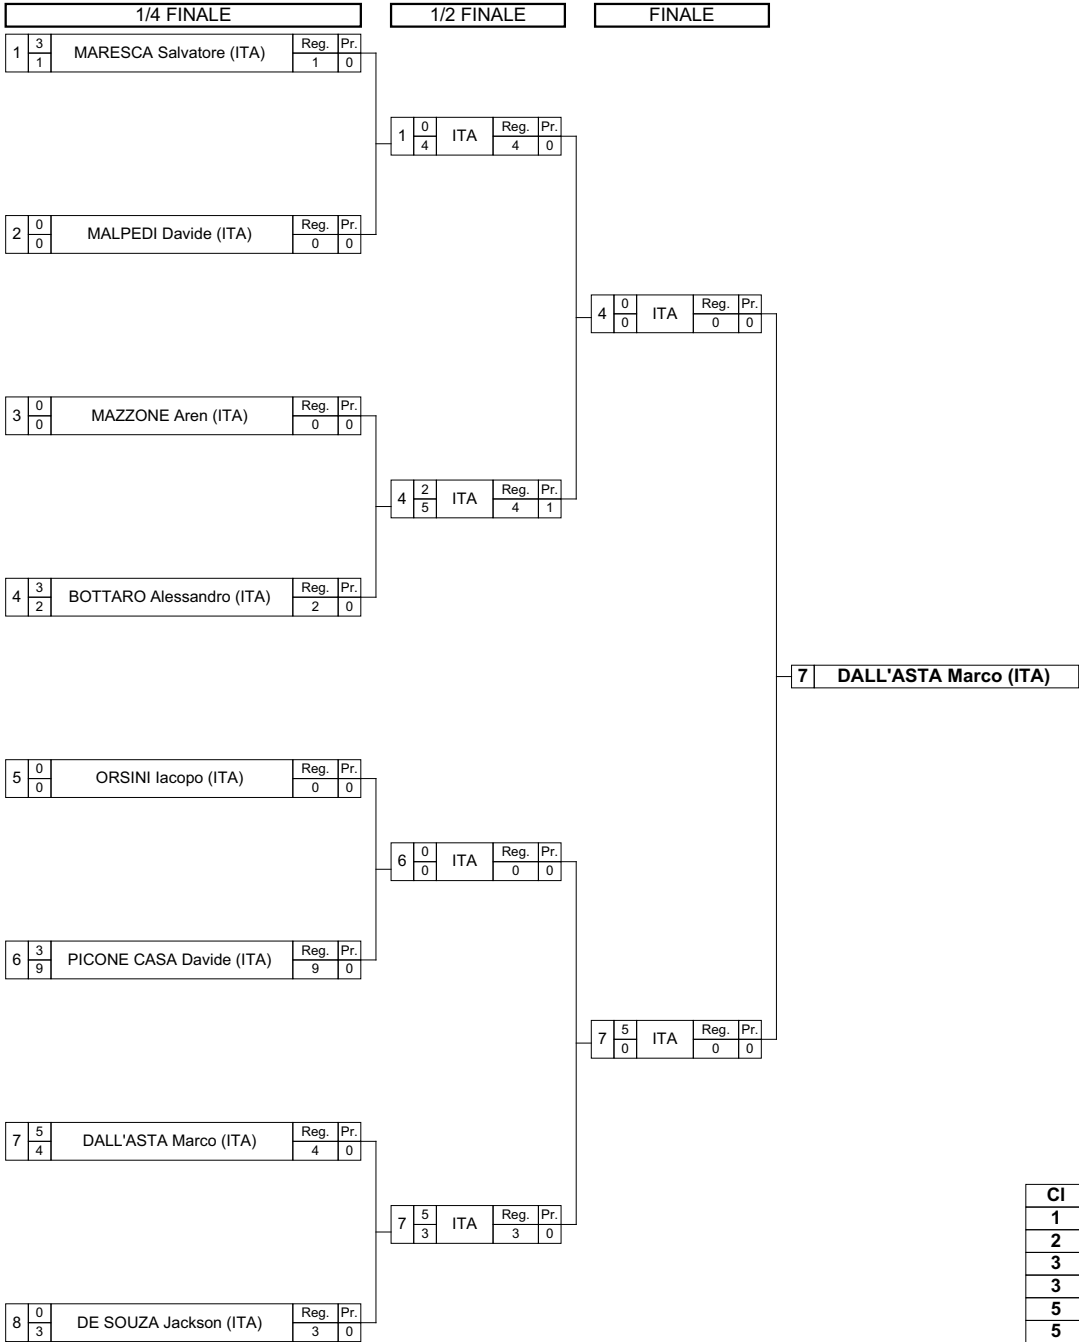 1/4 FINALE 1/2 FINALE FINALE
1 3 1 MARESCA Salvatore (ITA) Reg. 1 Pr. 0
1 0 4 ITA Reg. 4 Pr. 0
2 0 0 MALPEDI Davide (ITA) Reg. 0 Pr. 0
4 0 0 ITA Reg. 0 Pr. 0
3 0 0 MAZZONE Aren (ITA) Reg. 0 Pr. 0
4 2 5 ITA Reg. 4 Pr. 1
4 3 2 BOTTARO Alessandro (ITA) Reg. 2 Pr. 0
7 DALL'ASTA Marco (ITA)
5 0 0 ORSINI Iacopo (ITA) Reg. 0 Pr. 0
6 0 0 ITA Reg. 0 Pr. 0
6 3 9 PICONE CASA Davide (ITA) Reg. 9 Pr. 0
7 5 0 ITA Reg. 0 Pr. 0
7 5 4 DALL'ASTA Marco (ITA) Reg. 4 Pr. 0
7 5 3 ITA Reg. 3 Pr. 0
8 0 3 DE SOUZA Jackson (ITA) Reg. 3 Pr. 0
Cl
1
2
3
3
5
5